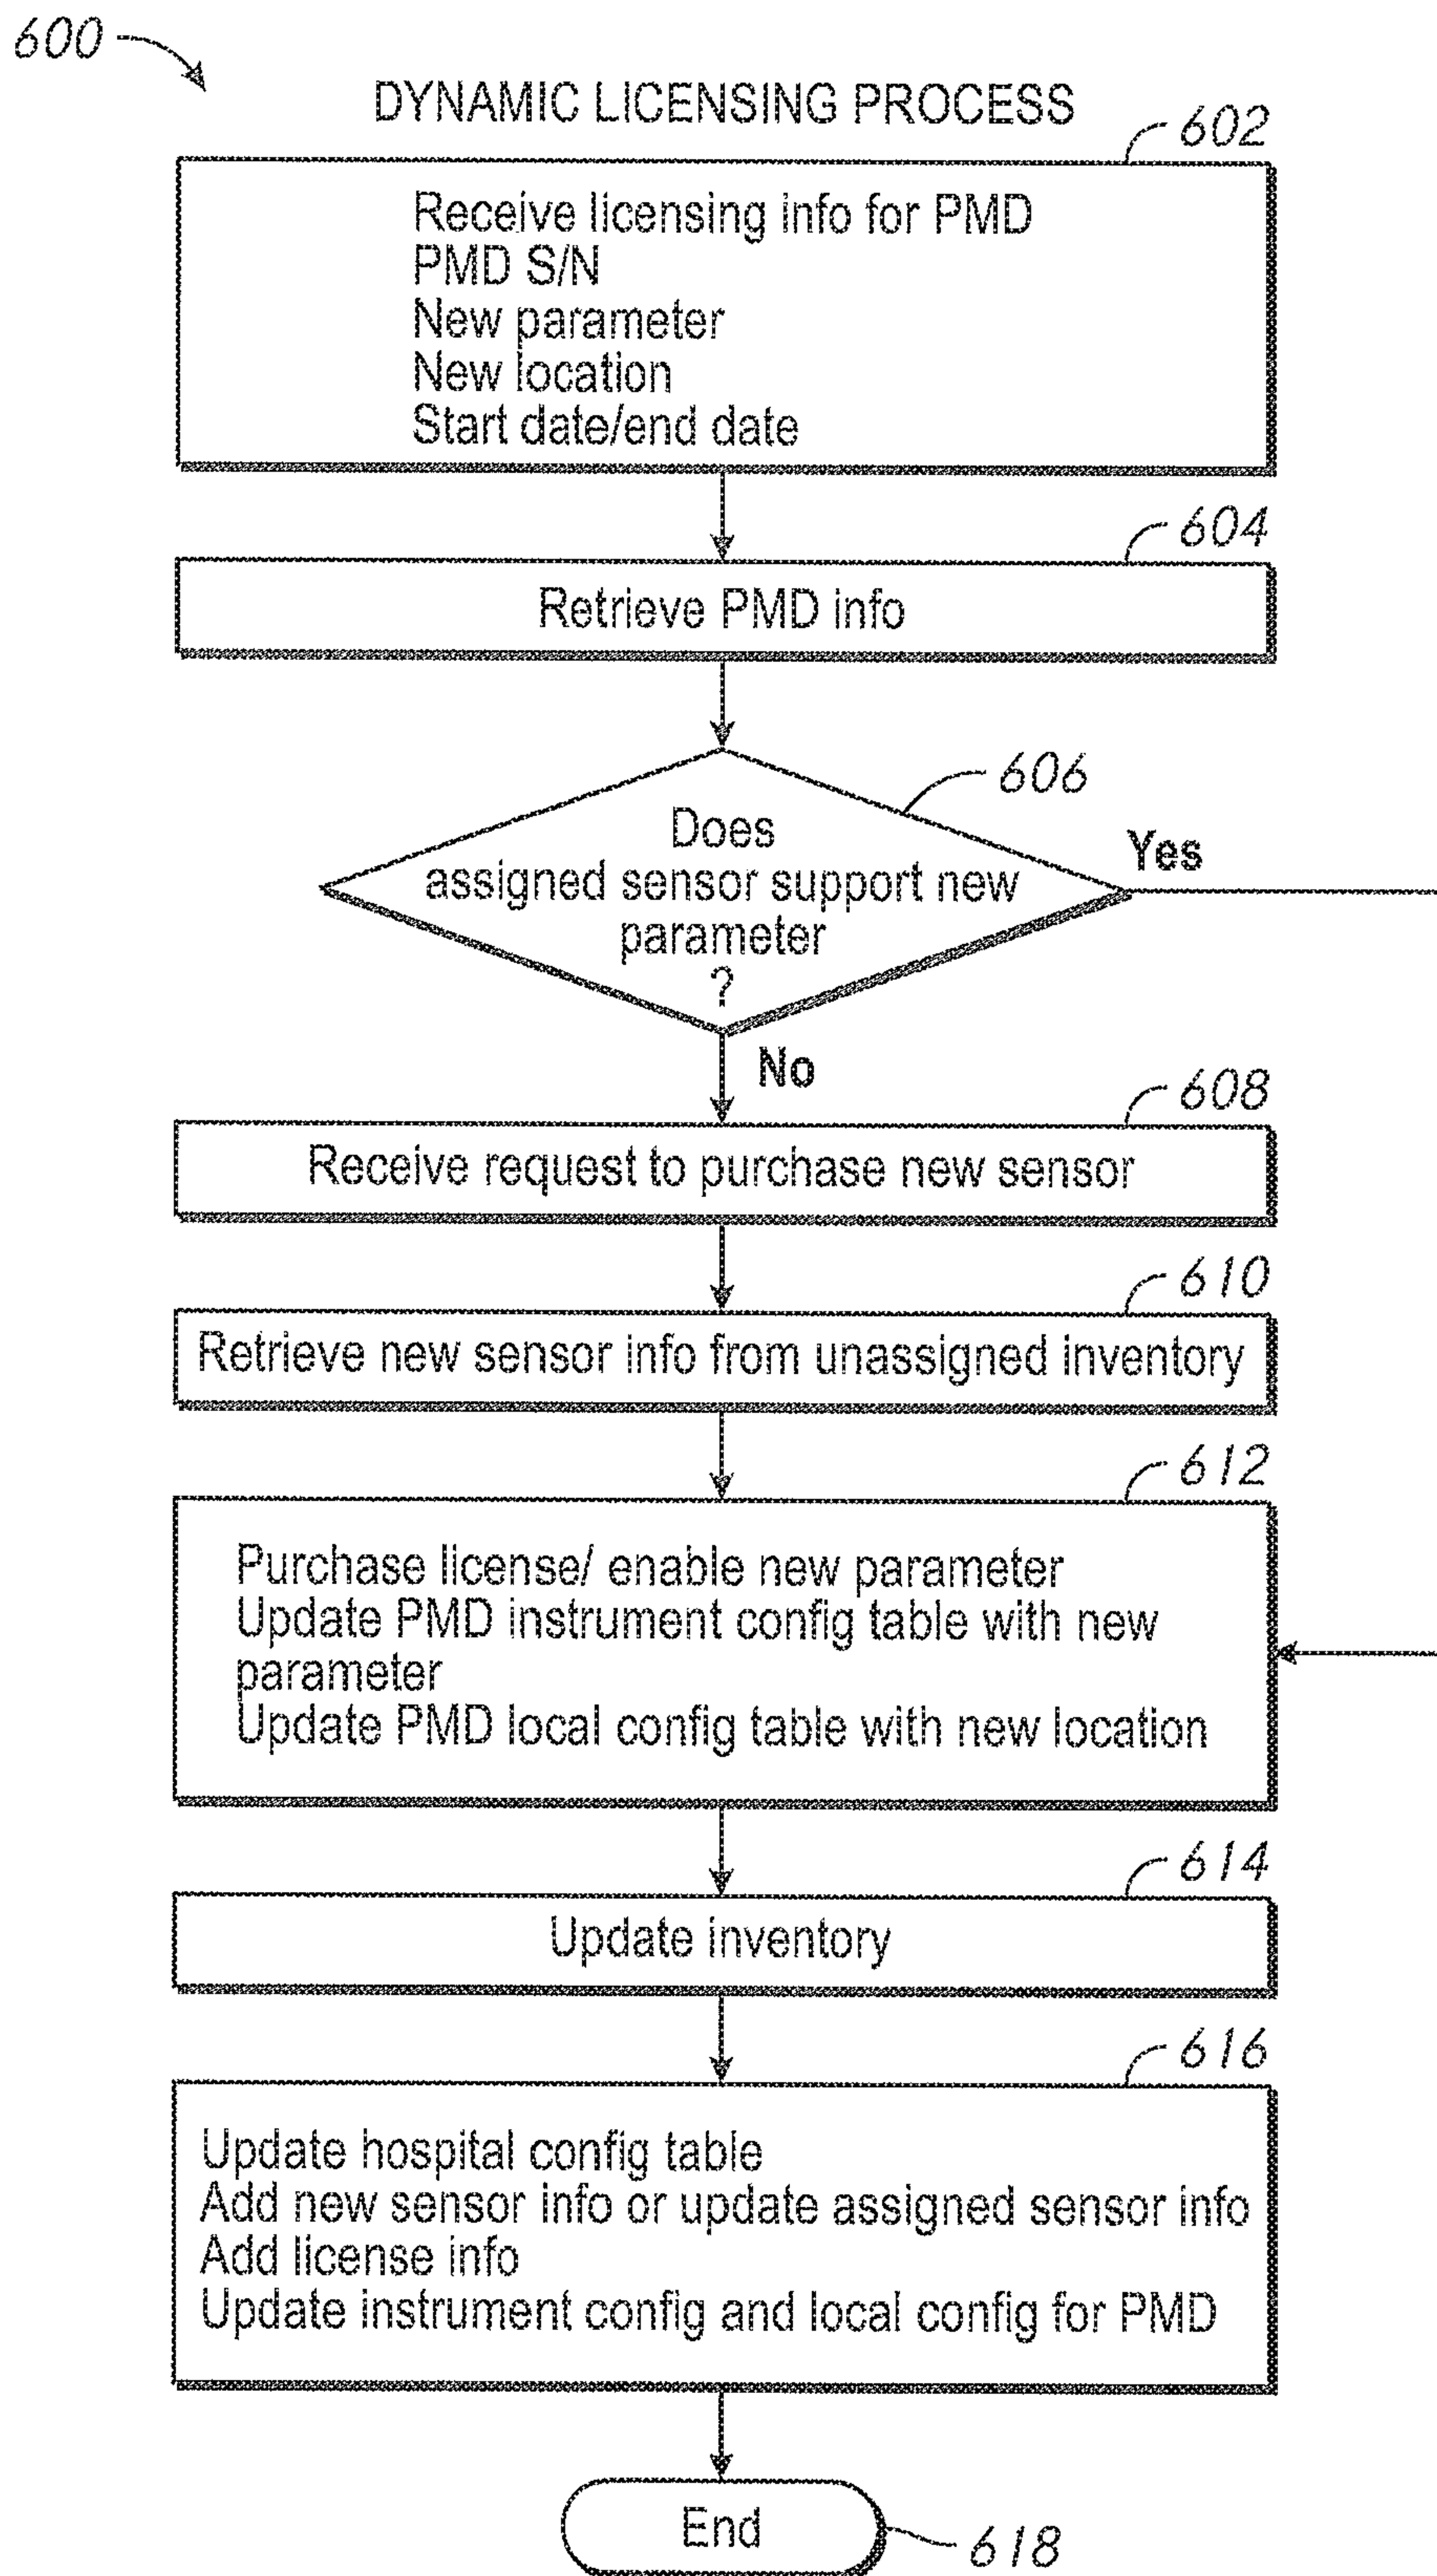 600
DYNAMIC LICENSING PROCESS
602
Receive licensing info for PMD
PMD S/N
New parameter
New location
Start date/end date
604
Retrieve PMD info
606
Does
assigned sensor support new
parameter
?
Yes
No
608
Receive request to purchase new sensor
610
Retrieve new sensor info from unassigned inventory
612
Purchase license/ enable new parameter
Update PMD instrument config table with new
parameter
Update PMD local config table with new location
614
Update inventory
616
Update hospital config table
Add new sensor info or update assigned sensor info
Add license info
Update instrument config and local config for PMD
End
618